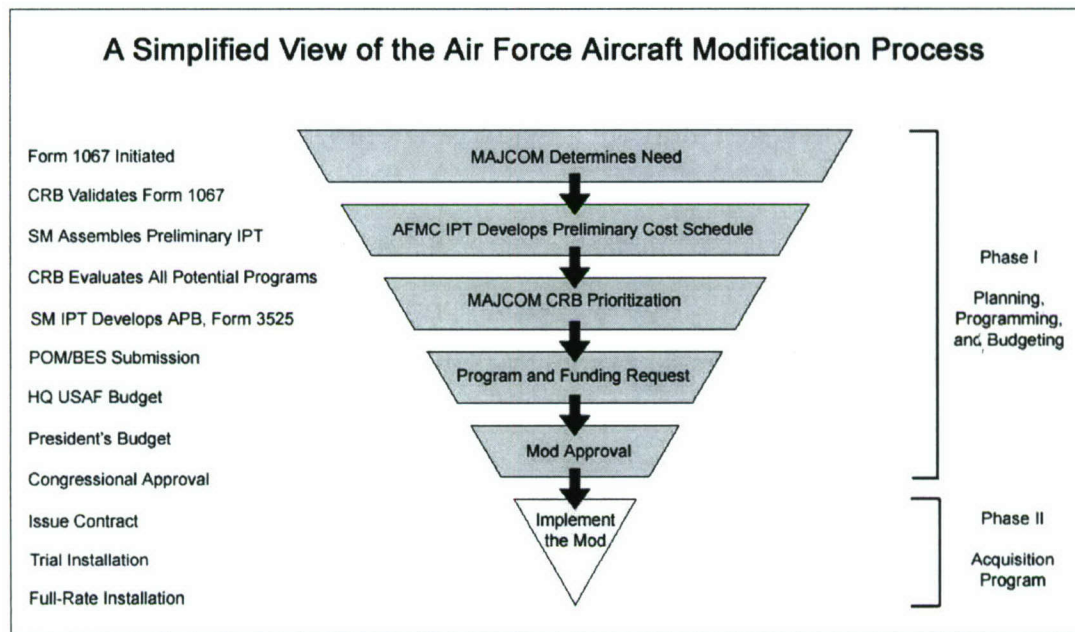 A Simplified View of the Air Force Aircraft Modification Process
Form 1067 Initiated
CRB Validates Form 1067
SM Assembles Preliminary IPT
CRB Evaluates All Potential Programs
SM IPT Develops APB, Form 3525
POM/BES Submission
HQ USAF Budget
President's Budget
Congressional Approval
Issue Contract
Trial Installation
Full-Rate Installation
MAJCOM Determines Need
AFMC IPT Develops Preliminary Cost Schedule
MAJCOM CRB Prioritization
Program and Funding Request
Mod Approval
Implement
the Mod
Phase I
Planning,
Programming,
and Budgeting
Phase II
Acquisition
Program